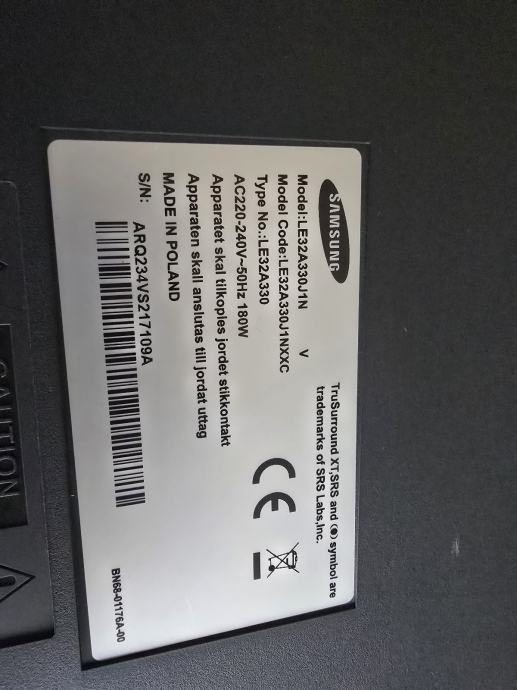 SAMSUNG
TruSurround XT,SRS and (●) symbol are
trademarks of SRS Labs,Inc.
Model:LE32A330J1N V
Model Code:LE32A330J1NXXC
Type No.:LE32A330
AC220-240V~50Hz 180W
Apparatet skal tilkoples jordet stikkontakt
Apparaten skall anslutas till jordat uttag
MADE IN POLAND
S/N: ARQ234VS217109A
CE
BN68-01176A-00
CAUTION